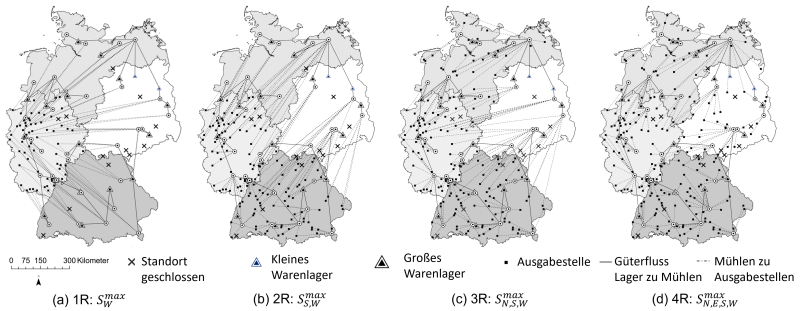 0 75 150 300 Kilometer
Standort
geschlossen
Kleines
Warenlager
Großes
Warenlager
Ausgabestelle
Güterfluss
Lager zu Mühlen
Mühlen zu
Ausgabestellen
(a) 1R: S_W^max
(b) 2R: S_S,W^max
(c) 3R: S_N,S,W^max
(d) 4R: S_N,E,S,W^max